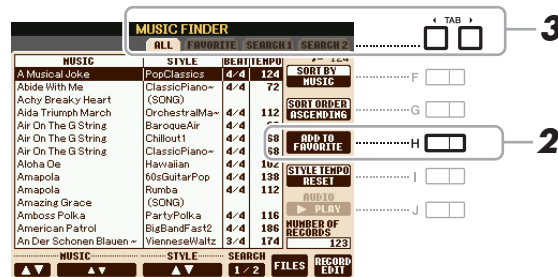 MUSIC FINDER
ALL FAVORITE SEARCH 1 SEARCH 2
TAB
3
MUSIC STYLE BEAT TEMPO ♩= 124
A Musical Joke PopClassics 4/4 124
Abide With Me ClassicPiano~ 4/4 72
Achy Breaky Heart (SONG)
Aida Triumph March OrchestralMa~ 4/4 112
Air On The G String BaroqueAir 4/4
Air On The G String Chillout1 4/4 68
Air On The G String ClassicPiano~ 4/4 68
Aloha Oe Hawaiian 4/4 102
Amapola 60sGuitarPop 4/4 138
Amapola Rumba 4/4 112
Amazing Grace (SONG)
Amboss Polka PartyPolka 4/4 116
American Patrol BigBandFast2 4/4 186
An Der Schonen Blauen ~ VienneseWaltz 3/4 174
SORT BY
MUSIC
F
SORT ORDER
ASCENDING
G
ADD TO
FAVORITE
H
2
STYLE TEMPO
RESET
I
AUDIO
▶ PLAY
J
NUMBER OF
RECORDS
123
MUSIC STYLE SEARCH
▲▼ ▲▼ ▲▼ 1/2 FILES RECORD
EDIT